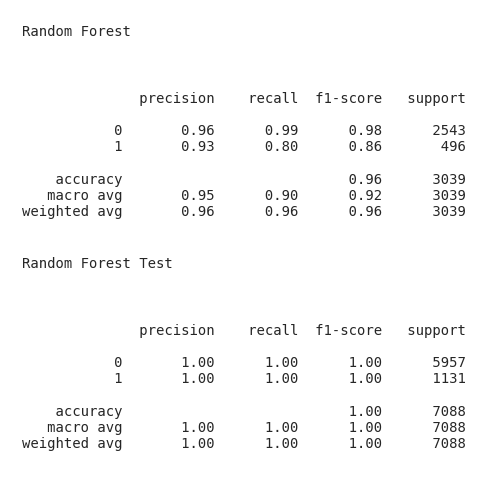 Random Forest
precision recall f1-score support
0 0.96 0.99 0.98 2543
1 0.93 0.80 0.86 496
accuracy 0.96 3039
macro avg 0.95 0.90 0.92 3039
weighted avg 0.96 0.96 0.96 3039
Random Forest Test
precision recall f1-score support
0 1.00 1.00 1.00 5957
1 1.00 1.00 1.00 1131
accuracy 1.00 7088
macro avg 1.00 1.00 1.00 7088
weighted avg 1.00 1.00 1.00 7088